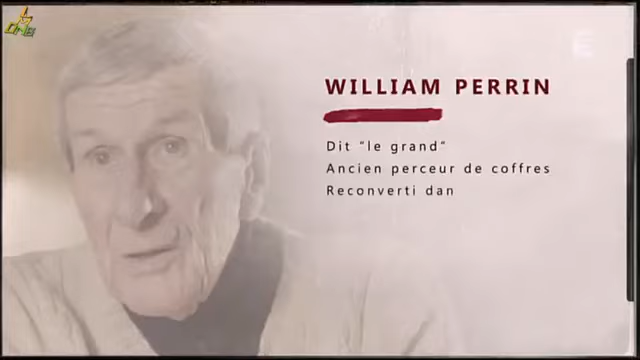 WILLIAM PERRIN
Dit "le grand"
Ancien perceur de coffres
Reconverti dan